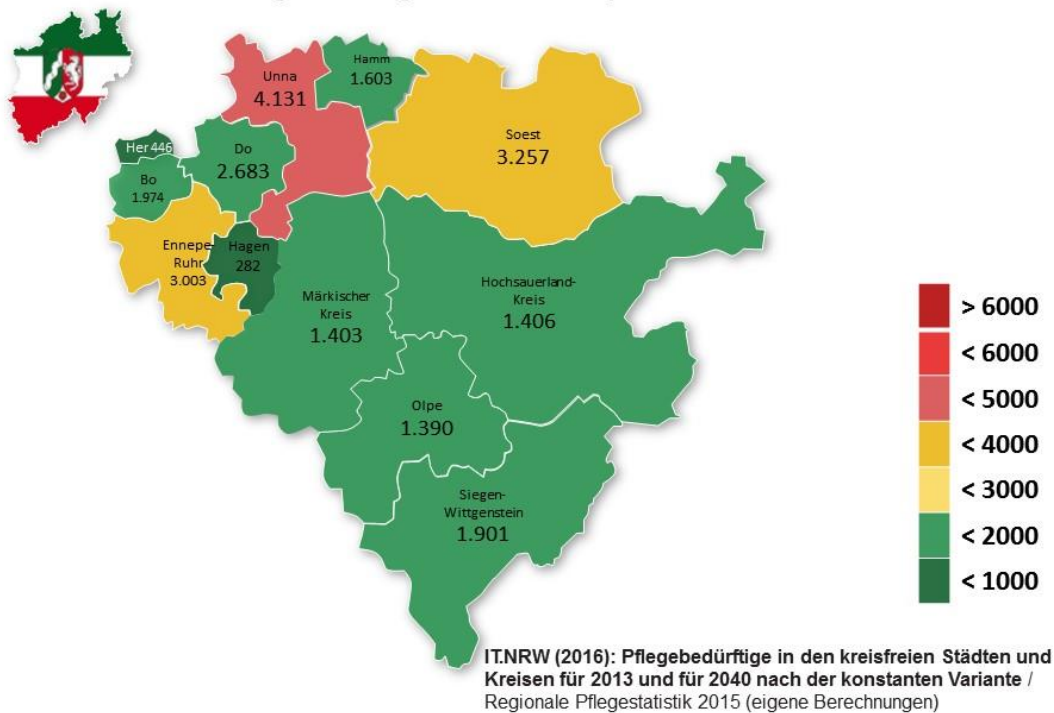 Unna
4.131
Hamm
1.603
Soest
3.257
Her 446
Do
2.683
Bo
1.974
Ennepe-
Ruhr
3.003
Hagen
282
Märkischer
Kreis
1.403
Hochsauerland-
Kreis
1.406
Olpe
1.390
Siegen-
Wittgenstein
1.901
> 6000
< 6000
< 5000
< 4000
< 3000
< 2000
< 1000
IT.NRW (2016): Pflegebedürftige in den kreisfreien Städten und
Kreisen für 2013 und für 2040 nach der konstanten Variante /
Regionale Pflegestatistik 2015 (eigene Berechnungen)